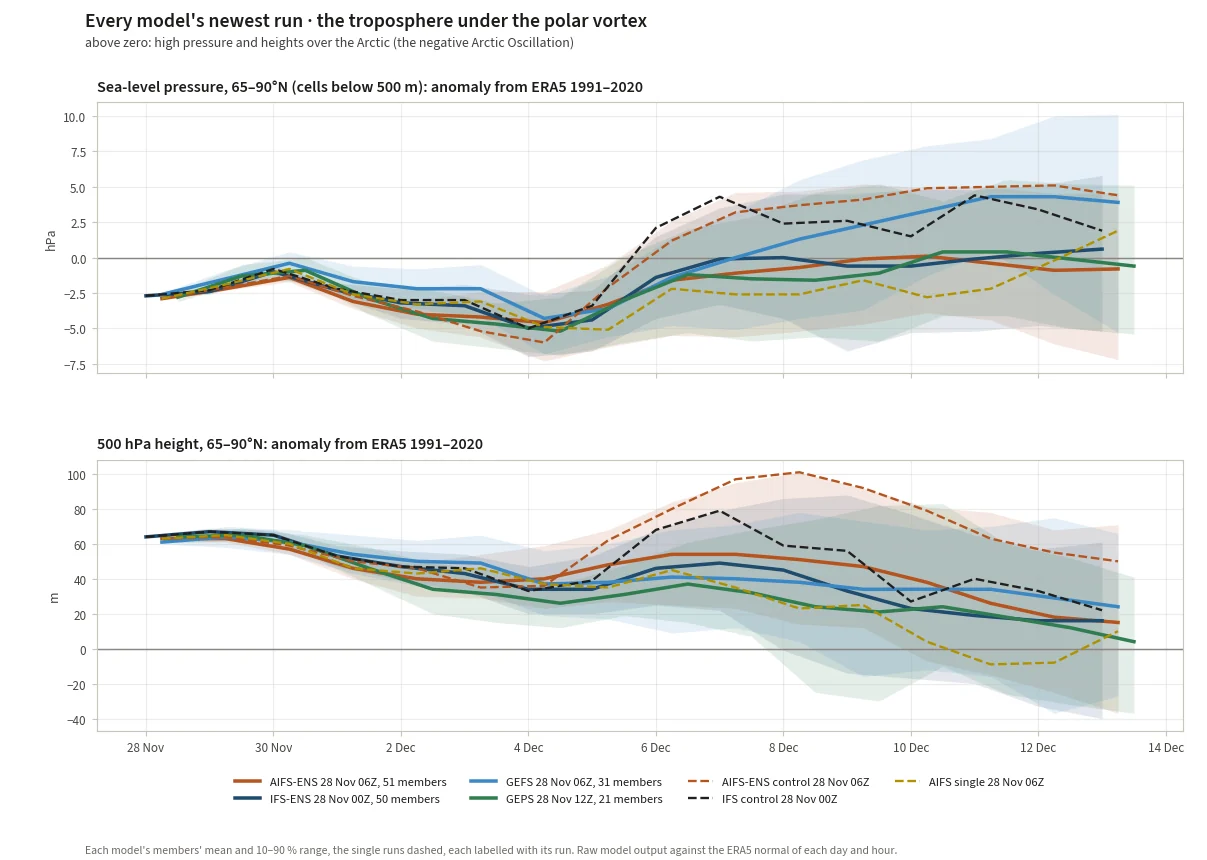 Every model's newest run · the troposphere under the polar vortex
above zero: high pressure and heights over the Arctic (the negative Arctic Oscillation)
Sea-level pressure, 65–90°N (cells below 500 m): anomaly from ERA5 1991–2020
10.0
7.5
5.0
2.5
0.0
−2.5
−5.0
−7.5
hPa
500 hPa height, 65–90°N: anomaly from ERA5 1991–2020
100
80
60
40
20
0
−20
−40
m
28 Nov 30 Nov 2 Dec 4 Dec 6 Dec 8 Dec 10 Dec 12 Dec 14 Dec
AIFS-ENS 28 Nov 06Z, 51 members GEFS 28 Nov 06Z, 31 members AIFS-ENS control 28 Nov 06Z AIFS single 28 Nov 06Z
IFS-ENS 28 Nov 00Z, 50 members GEPS 28 Nov 12Z, 21 members IFS control 28 Nov 00Z
Each model's members' mean and 10–90 % range, the single runs dashed, each labelled with its run. Raw model output against the ERA5 normal of each day and hour.